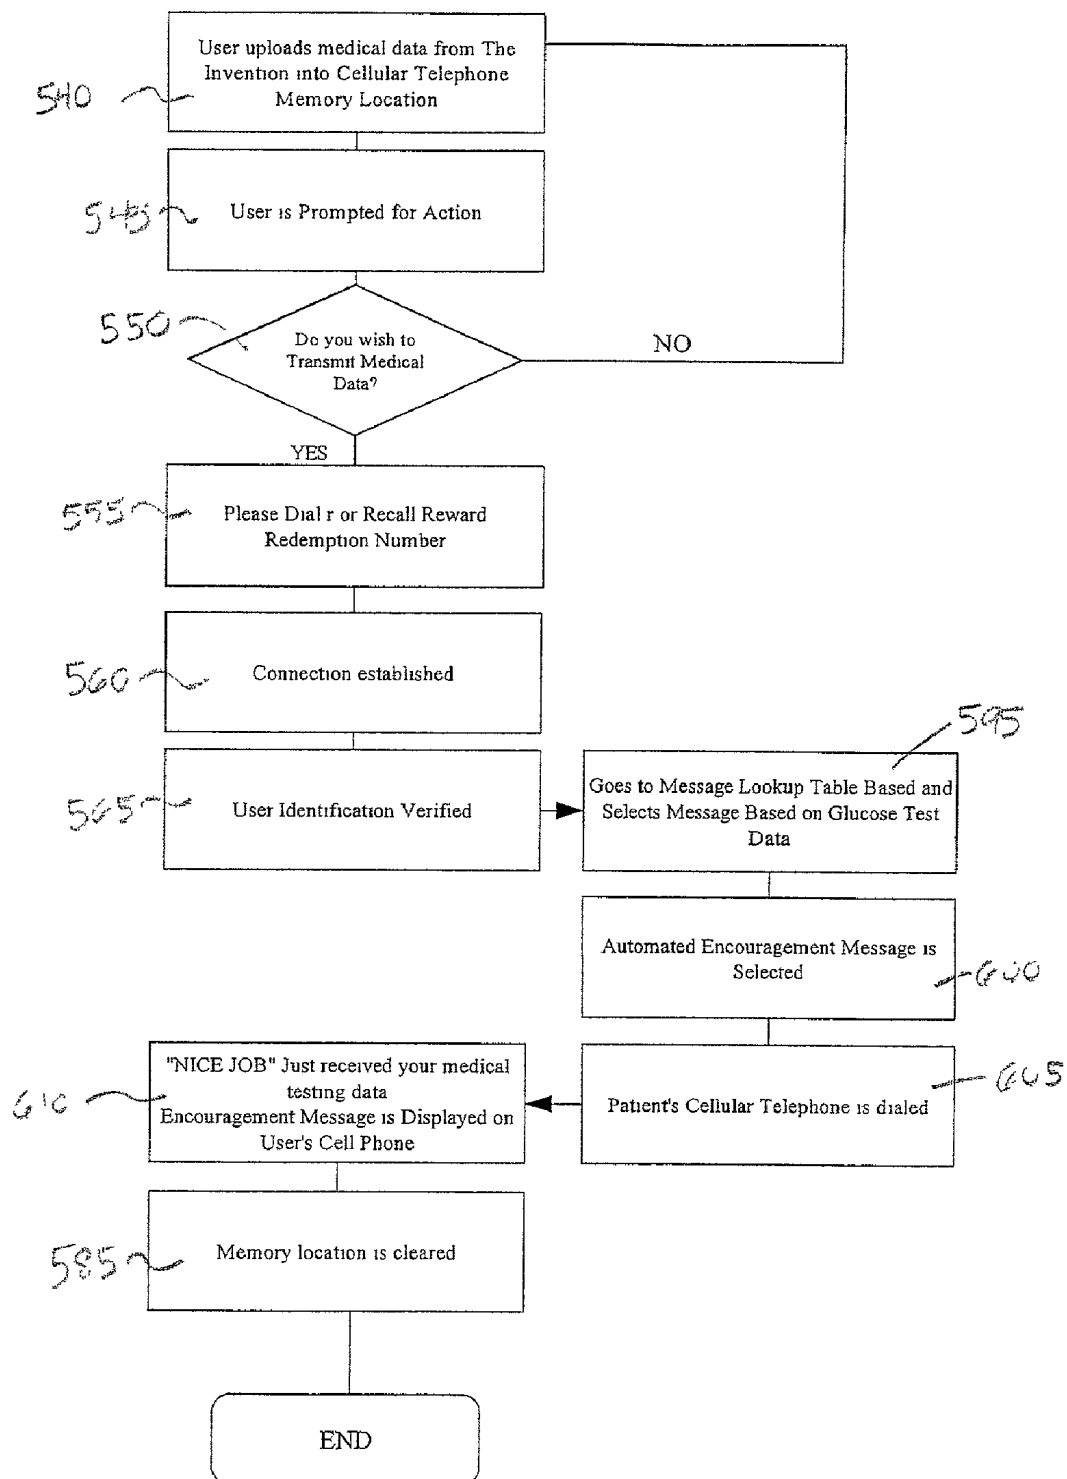 User uploads medical data from The
Invention into Cellular Telephone
Memory Location
540
User is Prompted for Action
545
550
Do you wish to
Transmit Medical
Data?
NO
YES
555
Please Dial r or Recall Reward
Redemption Number
560
Connection established
565
User Identification Verified
595
Goes to Message Lookup Table Based and
Selects Message Based on Glucose Test
Data
Automated Encouragement Message is
Selected
600
Patient's Cellular Telephone is dialed
605
610
"NICE JOB" Just received your medical
testing data
Encouragement Message is Displayed on
User's Cell Phone
585
Memory location is cleared
END